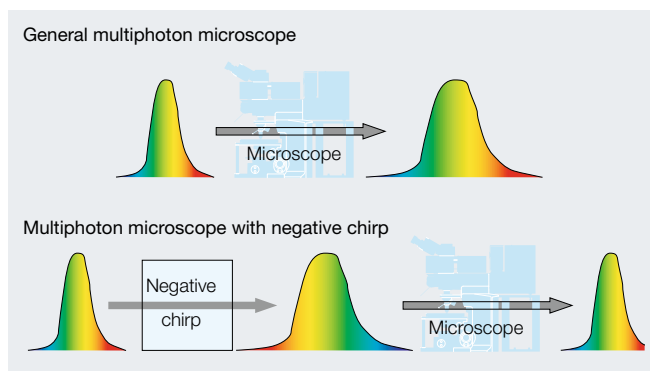 General multiphoton microscope
Microscope
Multiphoton microscope with negative chirp
Negative
chirp
Microscope